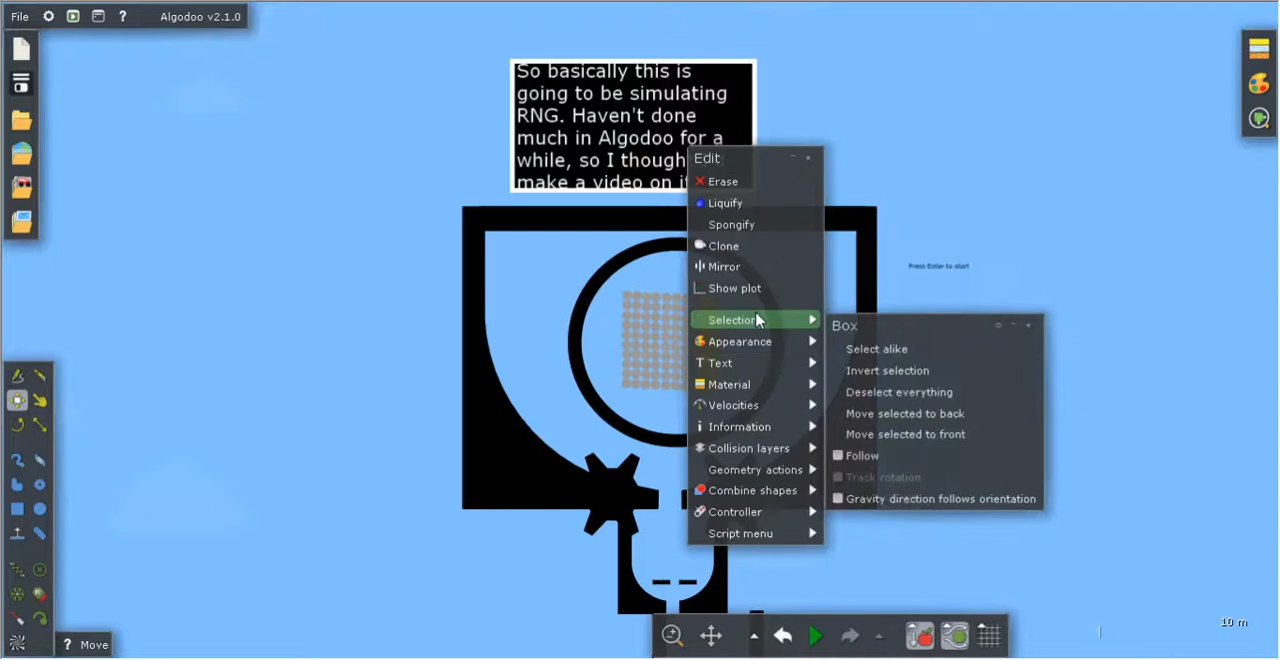 File
?
Algodoo v2.1.0
So basically this is
going to be simulating
RNG. Haven't done
much in Algodoo for a
while, so I though
make a video on i
Edit
Erase
Liquify
Spongify
Clone
Mirror
Show plot
Selection
Appearance
T Text
Material
Velocities
i Information
Collision layers
Geometry actions
Combine shapes
Controller
Script menu
Press Enter to start
Box
Select alike
Invert selection
Deselect everything
Move selected to back
Move selected to front
Follow
Track rotation
Gravity direction follows orientation
? Move
10 m